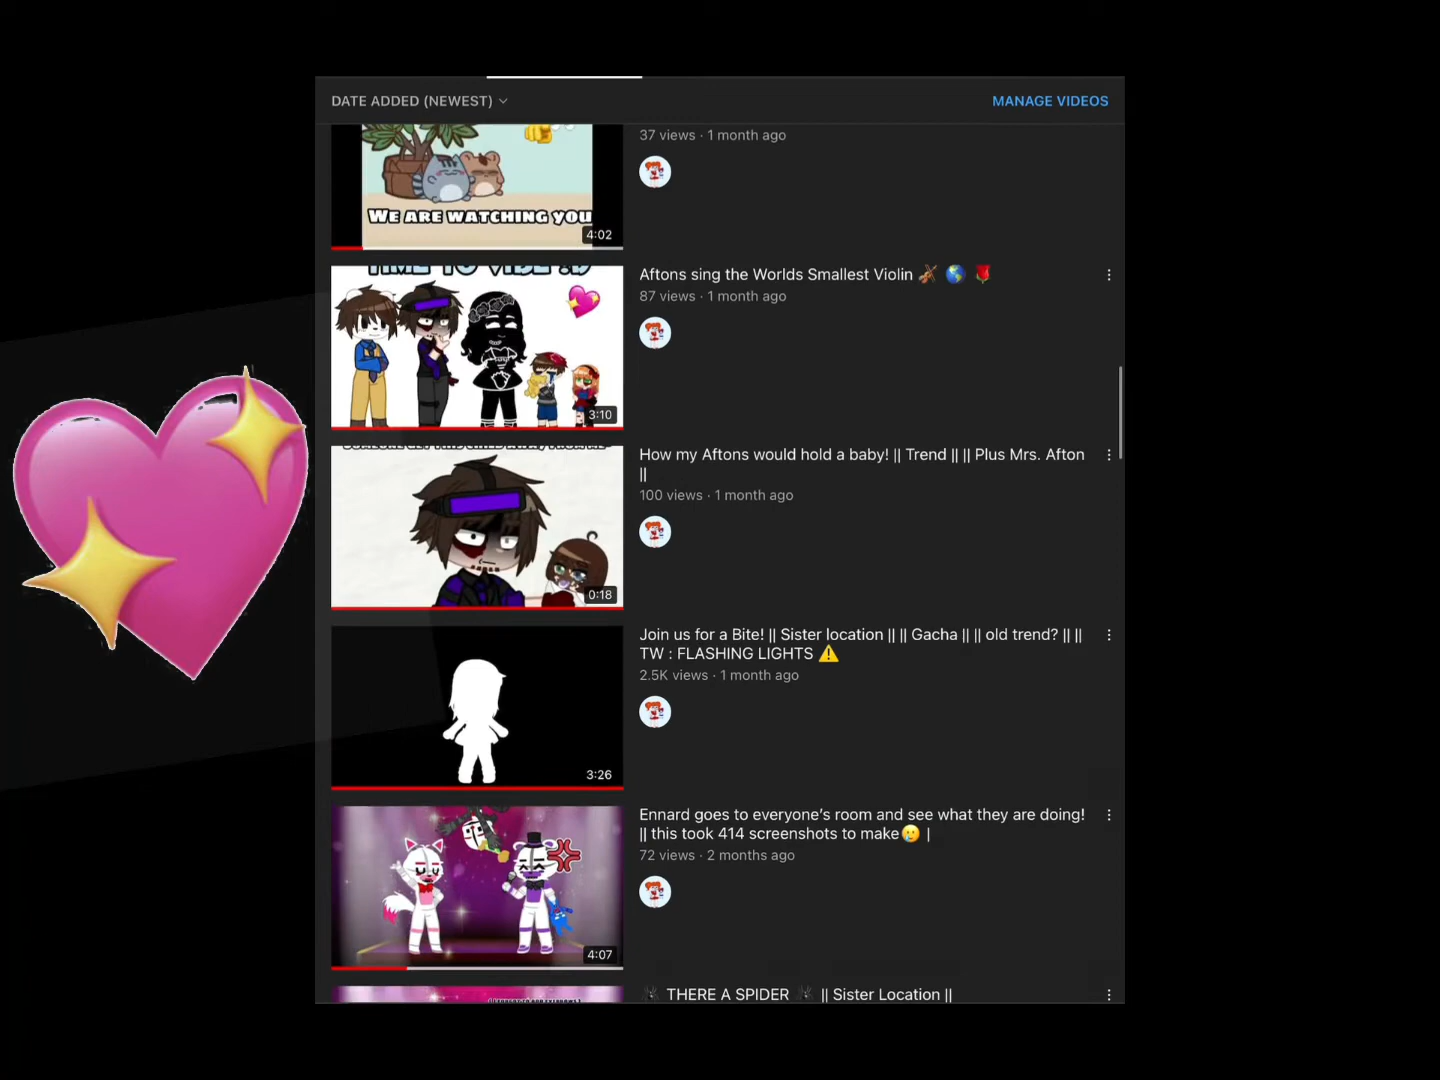 DATE ADDED (NEWEST)
MANAGE VIDEOS
37 views · 1 month ago
WE ARE WATCHING YOU
4:02
TIME TO VIBE :D
Aftons sing the Worlds Smallest Violin 🎻 🌎 🌹
87 views · 1 month ago
3:10
How my Aftons would hold a baby! || Trend || || Plus Mrs. Afton
||
100 views · 1 month ago
0:18
Join us for a Bite! || Sister location || || Gacha || || old trend? || ||
TW : FLASHING LIGHTS ⚠️
2.5K views · 1 month ago
3:26
Ennard goes to everyone’s room and see what they are doing!
|| this took 414 screenshots to make🥲 |
72 views · 2 months ago
4:07
THERE A SPIDER || Sister Location ||